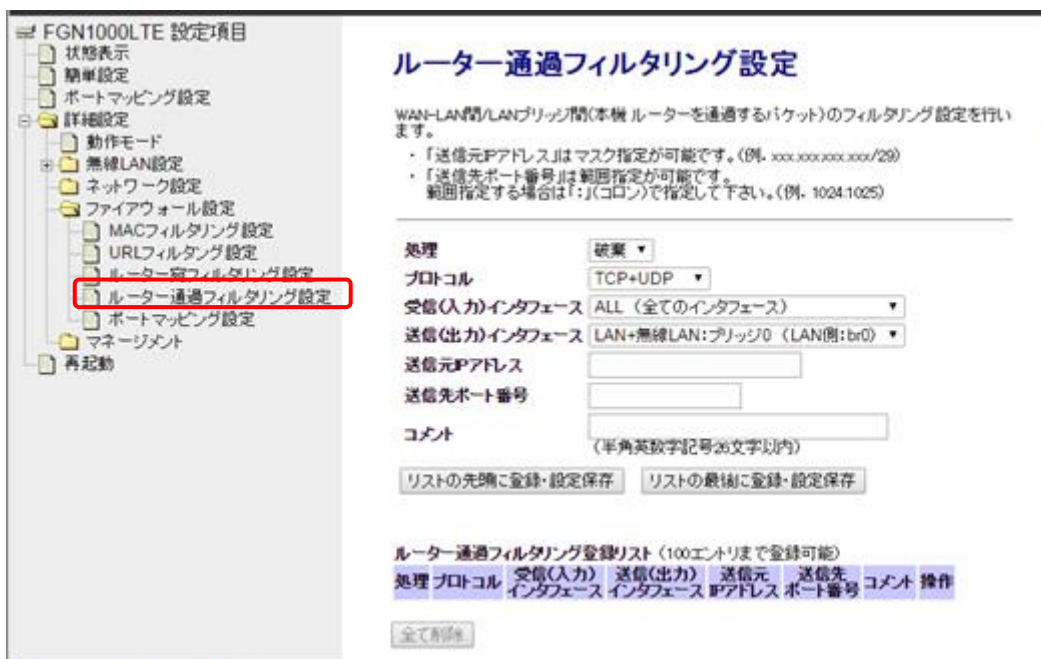 FGN1000LTE 設定項目
状態表示
簡単設定
ポートマッピング設定
詳細設定
動作モード
無線LAN設定
ネットワーク設定
ファイアウォール設定
MACフィルタリング設定
URLフィルタング設定
ルーター宛フィルタリング設定
ルーター通過フィルタリング設定
ポートマッピング設定
マネージメント
再起動
ルーター通過フィルタリング設定
WAN-LAN間/LANブリッジ間(本機 ルーターを通過するパケット)のフィルタリング設定を行い
ます。
・「送信元IPアドレス」はマスク指定が可能です。(例. xxx.xxx.xxx.xxx/29)
・「送信先ポート番号」は範囲指定が可能です。
範囲指定する場合は「:」(コロン)で指定して下さい。(例. 1024:1025)
処理 破棄 ▼
プロトコル TCP+UDP ▼
受信(入力)インタフェース ALL (全てのインタフェース) ▼
送信(出力)インタフェース LAN+無線LAN:ブリッジ0 (LAN側:br0) ▼
送信元IPアドレス
送信先ポート番号
コメント
(半角英数字記号26文字以内)
リストの先頭に登録・設定保存 リストの最後に登録・設定保存
ルーター通過フィルタリング登録リスト (100エントリまで登録可能)
処理 プロトコル 受信(入力)インタフェース 送信(出力)インタフェース 送信元IPアドレス 送信先ポート番号 コメント 操作
全て削除